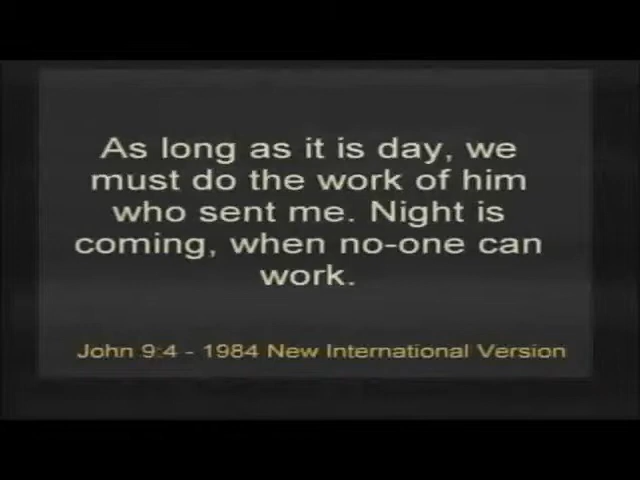 As long as it is day, we
must do the work of him
who sent me. Night is
coming, when no-one can
work.
John 9:4 - 1984 New International Version